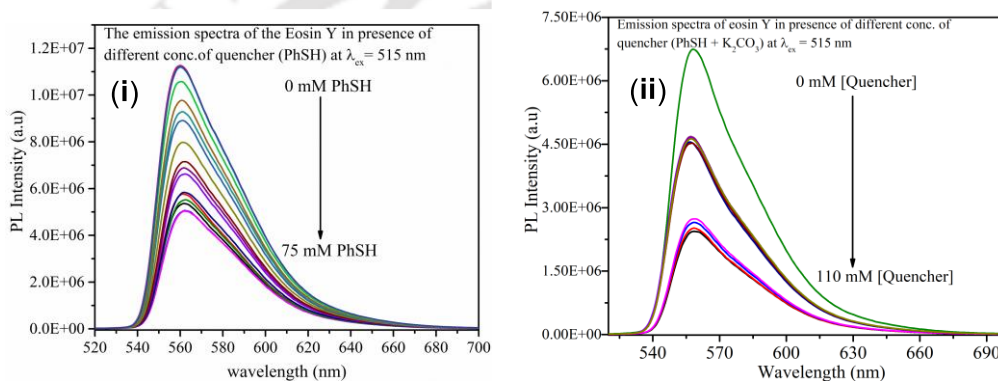 The emission spectra of the Eosin Y in presence of
different conc.of quencher (PhSH) at λex = 515 nm
(i)
0 mM PhSH
75 mM PhSH
PL Intensity (a.u)
1.2E+07
1.0E+07
8.0E+06
6.0E+06
4.0E+06
2.0E+06
0.0E+00
520 540 560 580 600 620 640 660 680 700
wavelength (nm)
Emission spectra of eosin Y in presence of different conc. of
quencher (PhSH + K2CO3) at λex = 515 nm
(ii)
0 mM [Quencher]
110 mM [Quencher]
PL Intensity (a.u)
7.50E+06
6.00E+06
4.50E+06
3.00E+06
1.50E+06
0.00E+00
540 570 600 630 660 690
Wavelength (nm)